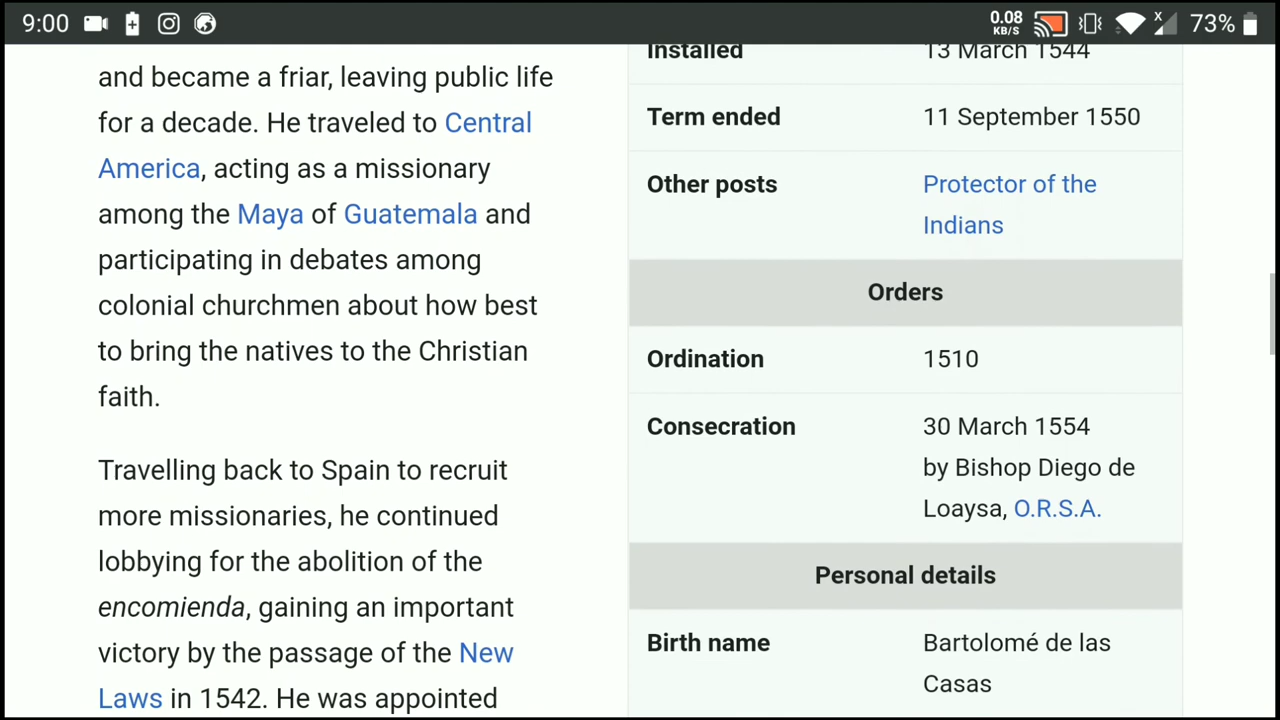 9:00
0.08
KB/S
X
73%
and became a friar, leaving public life
for a decade. He traveled to Central
America, acting as a missionary
among the Maya of Guatemala and
participating in debates among
colonial churchmen about how best
to bring the natives to the Christian
faith.
Travelling back to Spain to recruit
more missionaries, he continued
lobbying for the abolition of the
encomienda, gaining an important
victory by the passage of the New
Laws in 1542. He was appointed
Installed 13 March 1544
Term ended 11 September 1550
Other posts Protector of the
Indians
Orders
Ordination 1510
Consecration 30 March 1554
by Bishop Diego de
Loaysa, O.R.S.A.
Personal details
Birth name Bartolomé de las
Casas